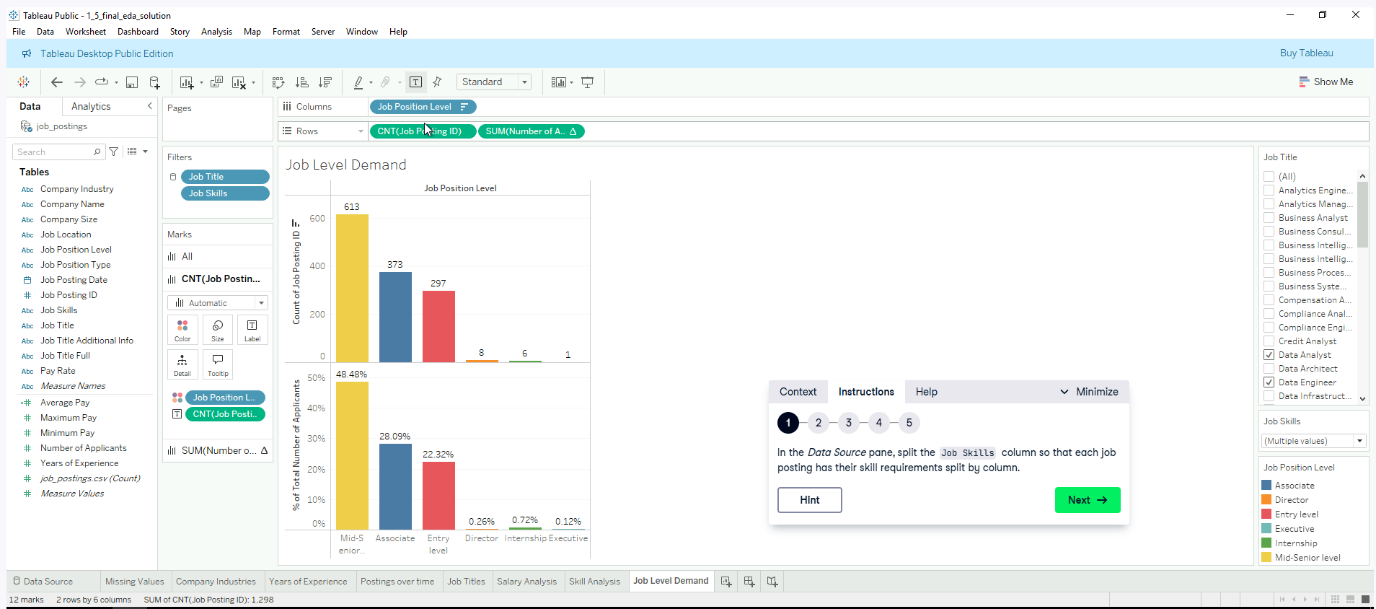 Tableau Public - 1_5_final_eda_solution
File Data Worksheet Dashboard Story Analysis Map Format Server Window Help
Tableau Desktop Public Edition
Buy Tableau
Standard
Show Me
Data
Analytics
job_postings
Search
Tables
Abc Company Industry
Abc Company Name
Abc Company Size
Abc Job Location
Abc Job Position Level
Abc Job Position Type
Job Posting Date
# Job Posting ID
Abc Job Skills
Abc Job Title
Abc Job Title Additional Info
Abc Job Title Full
Abc Pay Rate
Abc Measure Names
# Average Pay
# Maximum Pay
# Minimum Pay
# Number of Applicants
# Years of Experience
# job_postings.csv (Count)
# Measure Values
Pages
Filters
Job Title
Job Skills
Marks
All
CNT(Job Postin...
Automatic
Color
Size
Label
Detail
Tooltip
Job Position L...
CNT(Job Posti..
SUM(Number o... Δ
Columns
Job Position Level
Rows
CNT(Job Posting ID)
SUM(Number of A.. Δ
Job Level Demand
Job Position Level
Count of Job Posting ID
600
400
200
0
613
373
297
8
6
1
% of Total Number of Applicants
50%
40%
30%
20%
10%
0%
48.48%
28.09%
22.32%
0.26%
0.72%
0.12%
Mid-S
enior..
Associate
Entry
level
Director
Internship
Executive
Job Title
(All)
Analytics Engine...
Analytics Manag...
Business Analyst
Business Consul...
Business Intellig...
Business Intellig...
Business Proces...
Business Syste...
Compensation A...
Compliance Anal...
Compliance Engi...
Credit Analyst
Data Analyst
Data Architect
Data Engineer
Data Infrastruct...
Job Skills
(Multiple values)
Job Position Level
Associate
Director
Entry level
Executive
Internship
Mid-Senior level
Context
Instructions
Help
Minimize
1 2 3 4 5
In the Data Source pane, split the Job Skills column so that each job
posting has their skill requirements split by column.
Hint
Next →
Data Source
Missing Values
Company Industries
Years of Experience
Postings over time
Job Titles
Salary Analysis
Skill Analysis
Job Level Demand
12 marks
2 rows by 6 columns
SUM of CNT(Job Posting ID): 1.298